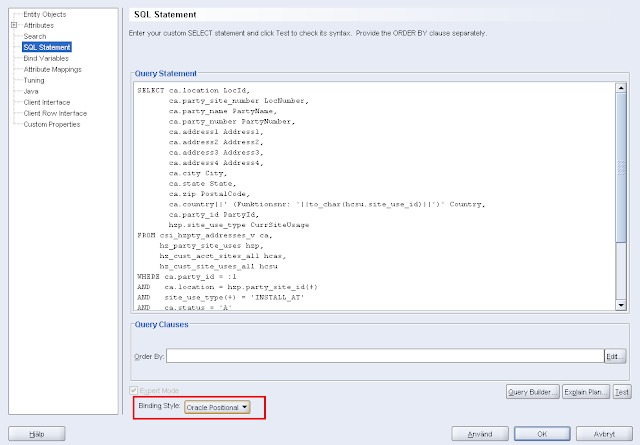 Entity Objects
Attributes
Search
SQL Statement
Bind Variables
Attribute Mappings
Tuning
Java
Client Interface
Client Row Interface
Custom Properties
SQL Statement
Enter your custom SELECT statement and click Test to check its syntax. Provide the ORDER BY clause separately.
Query Statement
SELECT ca.location LocId,
ca.party_site_number LocNumber,
ca.party_name PartyName,
ca.party_number PartyNumber,
ca.address1 Address1,
ca.address2 Address2,
ca.address3 Address3,
ca.address4 Address4,
ca.city City,
ca.state State,
ca.zip PostalCode,
ca.country||' (Funktionsnr: '||to_char(hcsu.site_use_id)||')' Country,
ca.party_id PartyId,
hzp.site_use_type CurrSiteUsage
FROM csi_hzpty_addresses_v ca,
hz_party_site_uses hzp,
hz_cust_acct_sites_all hcas,
hz_cust_site_uses_all hcsu
WHERE ca.party_id = :1
AND ca.location = hzp.party_site_id(+)
AND site_use_type(+) = 'INSTALL_AT'
AND ca.status = 'A'
Query Clauses
Order By:
Edit...
Expert Mode
Query Builder...
Explain Plan...
Test
Binding Style:
Oracle Positional
Hjälp
Använd
OK
Avbryt